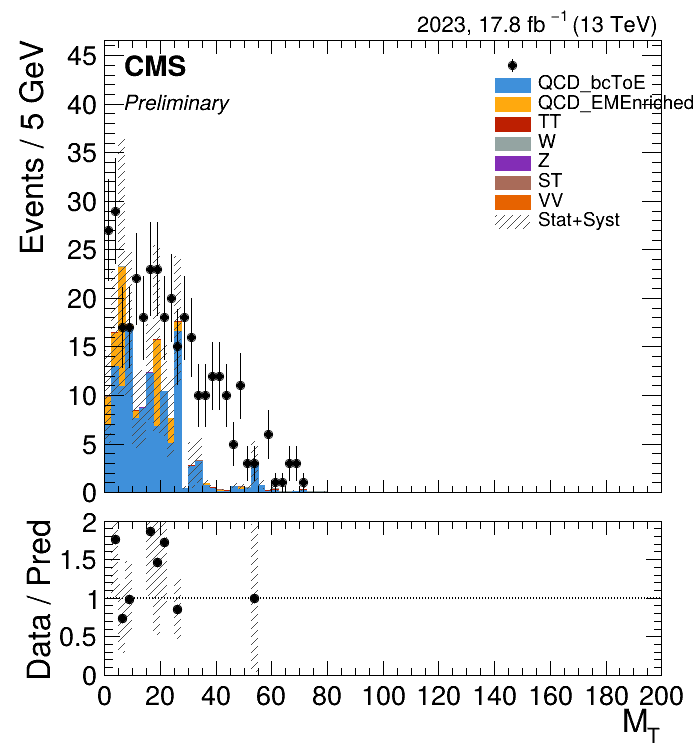 2023, 17.8 fb⁻¹ (13 TeV)
Events / 5 GeV
45
40
35
30
25
20
15
10
5
0
CMS
Preliminary
QCD_bcToE
QCD_EMEnriched
TT
W
Z
ST
VV
Stat+Syst
Data / Pred
2
1.5
1
0.5
0
0 20 40 60 80 100 120 140 160 180 200
M_T